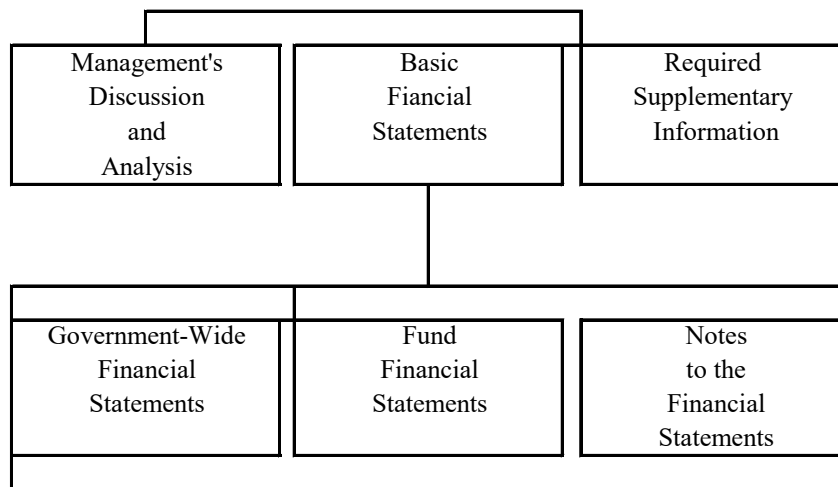 Management's
Discussion
and
Analysis
Basic
Fiancial
Statements
Required
Supplementary
Information
Government-Wide
Financial
Statements
Fund
Financial
Statements
Notes
to the
Financial
Statements